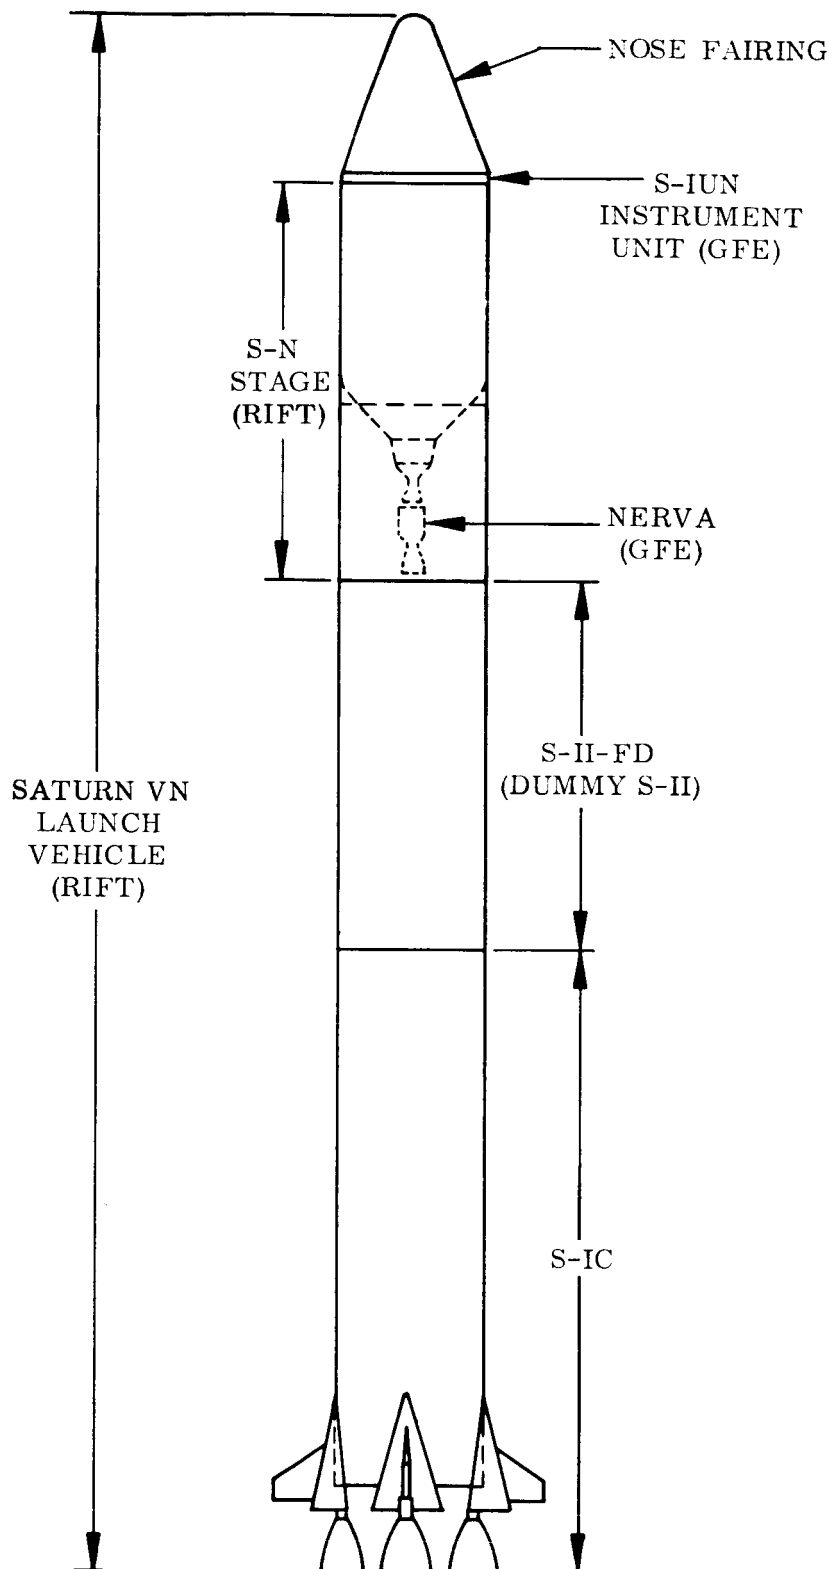 NOSE FAIRING
S-IUN
INSTRUMENT
UNIT (GFE)
S-N
STAGE
(RIFT)
NERVA
(GFE)
S-II-FD
(DUMMY S-II)
SATURN VN
LAUNCH
VEHICLE
(RIFT)
S-IC